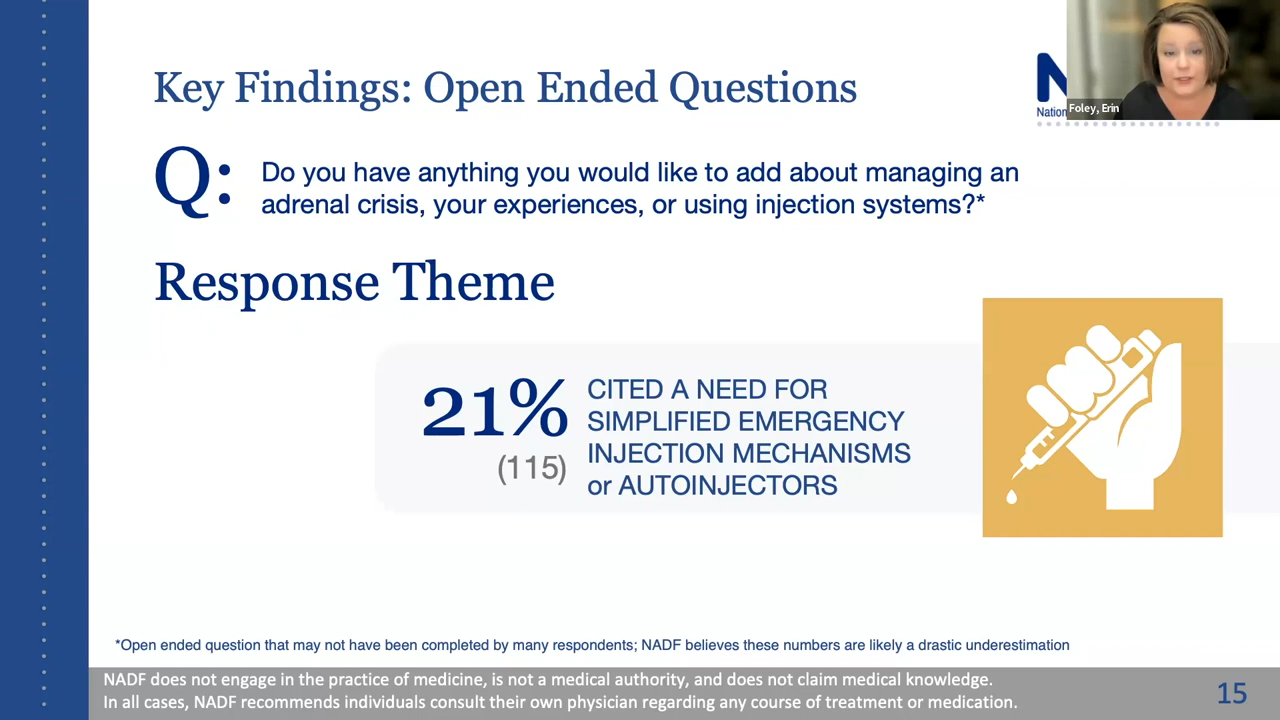 Key Findings: Open Ended Questions
N
Nation
Foley, Erin
Q:
Do you have anything you would like to add about managing an
adrenal crisis, your experiences, or using injection systems?*
Response Theme
21%
(115)
CITED A NEED FOR
SIMPLIFIED EMERGENCY
INJECTION MECHANISMS
or AUTOINJECTORS
*Open ended question that may not have been completed by many respondents; NADF believes these numbers are likely a drastic underestimation
NADF does not engage in the practice of medicine, is not a medical authority, and does not claim medical knowledge.
In all cases, NADF recommends individuals consult their own physician regarding any course of treatment or medication.
15